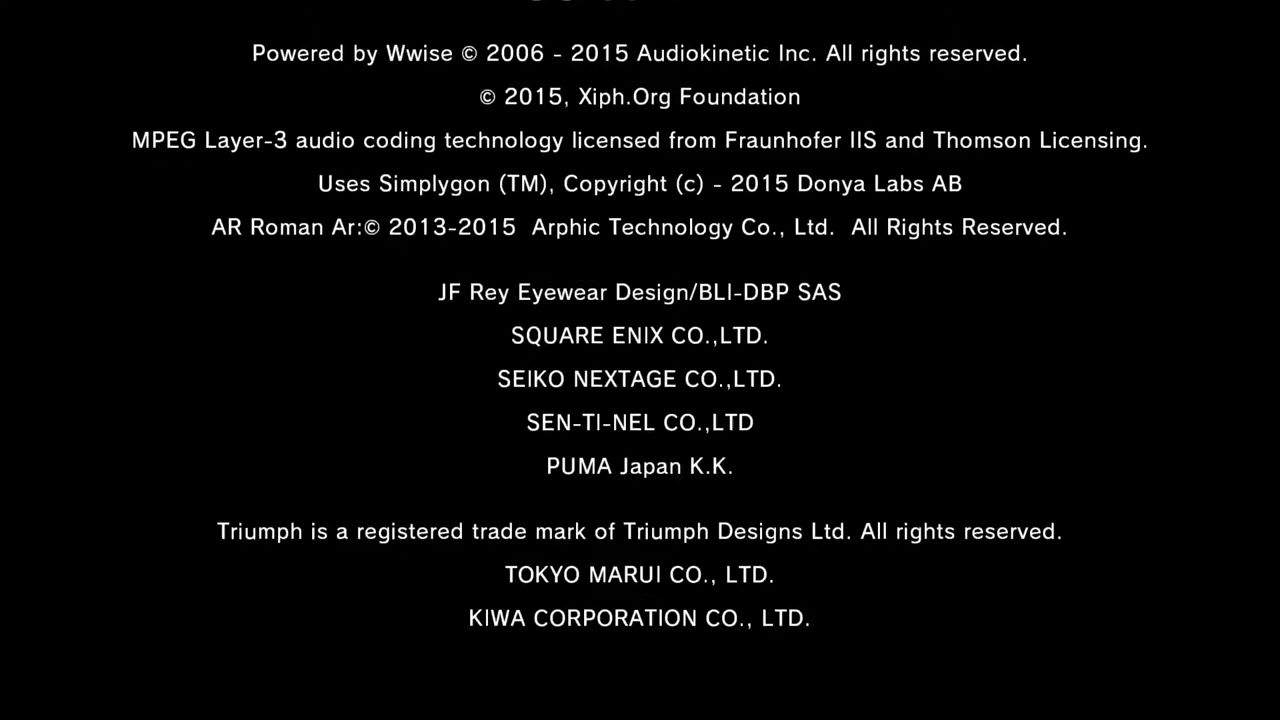 Powered by Wwise © 2006 - 2015 Audiokinetic Inc. All rights reserved.
© 2015, Xiph.Org Foundation
MPEG Layer-3 audio coding technology licensed from Fraunhofer IIS and Thomson Licensing.
Uses Simplygon (TM), Copyright (c) - 2015 Donya Labs AB
AR Roman Ar:© 2013-2015  Arphic Technology Co., Ltd.  All Rights Reserved.
JF Rey Eyewear Design/BLI-DBP SAS
SQUARE ENIX CO.,LTD.
SEIKO NEXTAGE CO.,LTD.
SEN-TI-NEL CO.,LTD
PUMA Japan K.K.
Triumph is a registered trade mark of Triumph Designs Ltd. All rights reserved.
TOKYO MARUI CO., LTD.
KIWA CORPORATION CO., LTD.